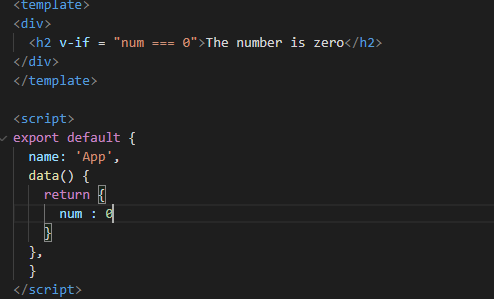 <template>
<div>
  <h2 v-if = "num === 0">The number is zero</h2>
</div>
</template>

<script>
export default {
  name: 'App',
  data() {
    return {
      num : 0
    }
  },
  }
</script>